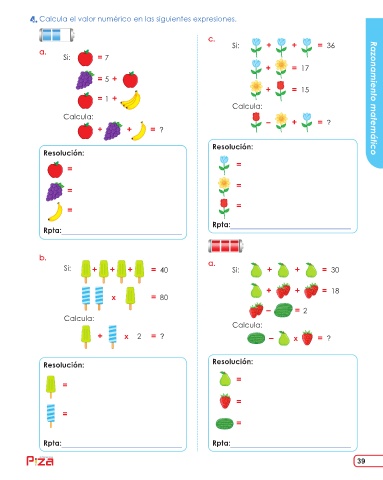 4. Calcula el valor numérico en las siguientes expresiones.
a.
Si: = 7
= 5 +
= 1 +
Calcula:
+ + = ?
Resolución:
=
=
=
Rpta:
b.
Si: + + + = 40
x = 80
Calcula:
+ x 2 = ?
Resolución:
=
=
Rpta:
c.
Si: + + = 36
+ = 17
+ = 15
Calcula:
− + = ?
Resolución:
=
=
=
Rpta:
a.
Si: + + = 30
+ + = 18
− = 2
Calcula:
− x = ?
Resolución:
=
=
=
Rpta:
Razonamiento matemático
Piza
39